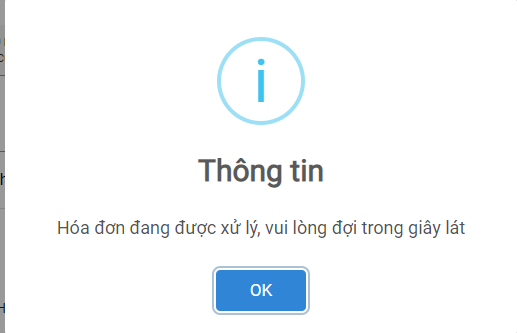 Thông tin
Hóa đơn đang được xử lý, vui lòng đợi trong giây lát
OK